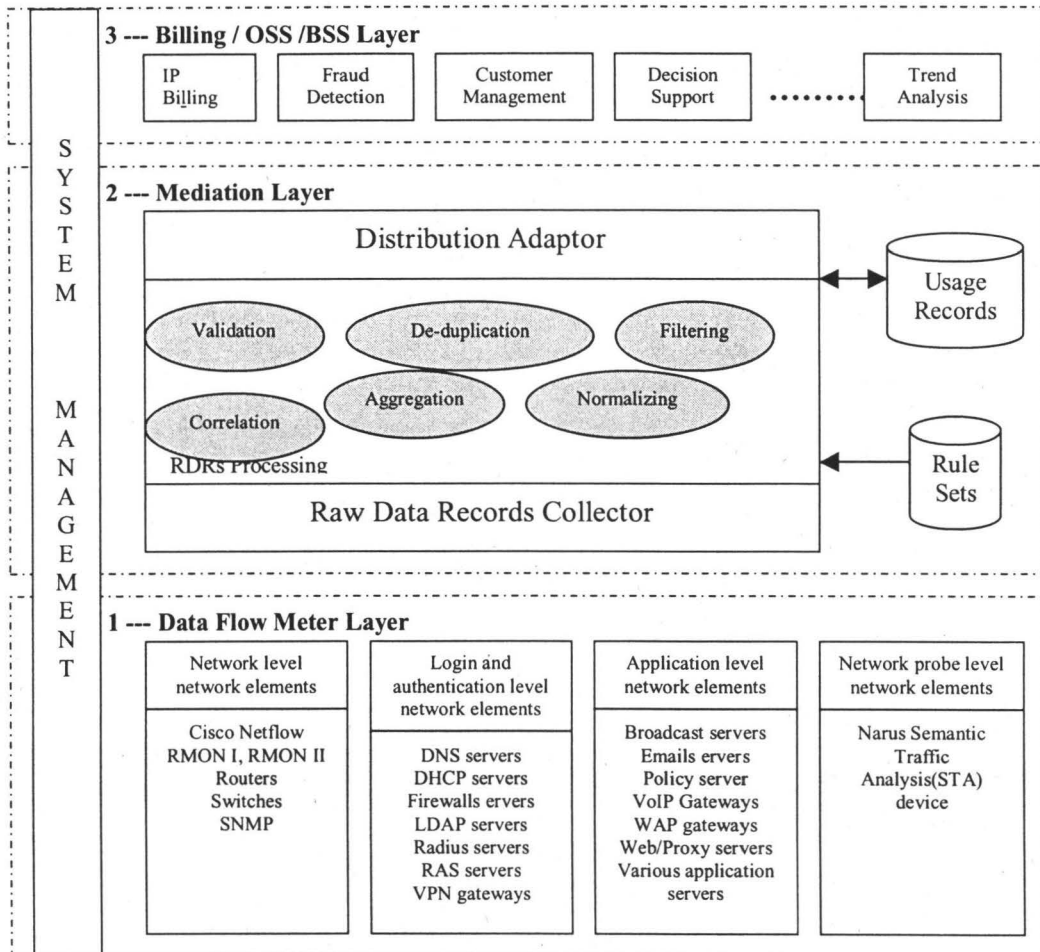 SYSTEM MANAGEMENT
3 --- Billing / OSS /BSS Layer
IP
Billing
Fraud
Detection
Customer
Management
Decision
Support
Trend
Analysis
2 --- Mediation Layer
Distribution Adaptor
Usage
Records
Validation
De-duplication
Filtering
Correlation
Aggregation
Normalizing
RDRs Processing
Rule
Sets
Raw Data Records Collector
1 --- Data Flow Meter Layer
Network level
network elements
Cisco Netflow
RMON I, RMON II
Routers
Switches
SNMP
Login and
authentication level
network elements
DNS servers
DHCP servers
Firewalls ervers
LDAP servers
Radius servers
RAS servers
VPN gateways
Application level
network elements
Broadcast servers
Emails ervers
Policy server
VoIP Gateways
WAP gateways
Web/Proxy servers
Various application
servers
Network probe level
network elements
Narus Semantic
Traffic
Analysis(STA)
device